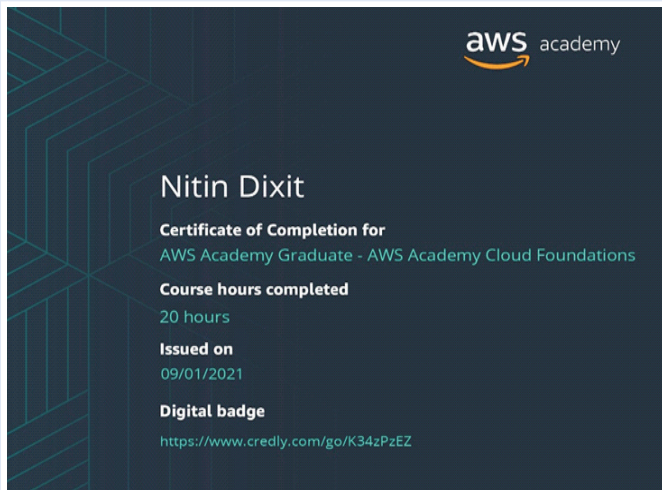 aws academy
Nitin Dixit
Certificate of Completion for
AWS Academy Graduate - AWS Academy Cloud Foundations
Course hours completed
20 hours
Issued on
09/01/2021
Digital badge
https://www.credly.com/go/K34zPzEZ